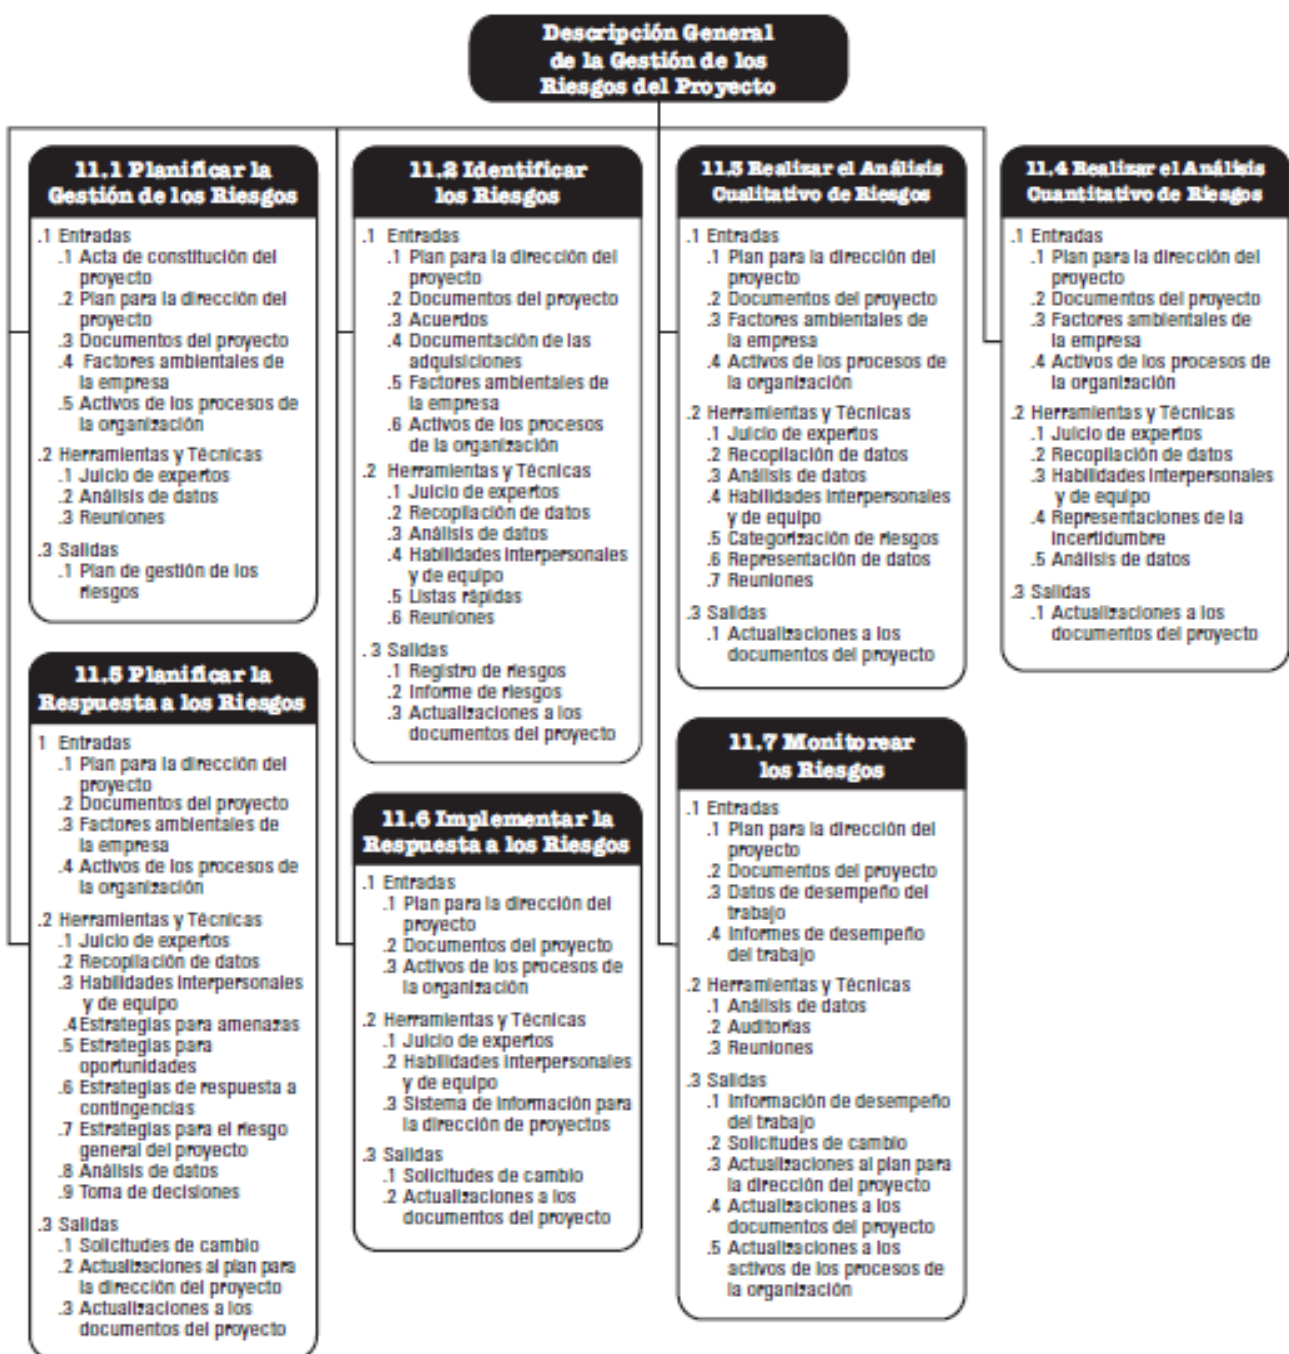 Descripción General
de la Gestión de los
Riesgos del Proyecto
11.1 Planificar la
Gestión de los Riesgos
.1 Entradas
.1 Acta de constitución del
proyecto
.2 Plan para la dirección del
proyecto
.3 Documentos del proyecto
.4 Factores ambientales de
la empresa
.5 Activos de los procesos de
la organización
.2 Herramientas y Técnicas
.1 Juicio de expertos
.2 Análisis de datos
.3 Reuniones
.3 Salidas
.1 Plan de gestión de los
riesgos
11.2 Identificar
los Riesgos
.1 Entradas
.1 Plan para la dirección del
proyecto
.2 Documentos del proyecto
.3 Acuerdos
.4 Documentación de las
adquisiciones
.5 Factores ambientales de
la empresa
.6 Activos de los procesos
de la organización
.2 Herramientas y Técnicas
.1 Juicio de expertos
.2 Recopilación de datos
.3 Análisis de datos
.4 Habilidades interpersonales
y de equipo
.5 Listas rápidas
.6 Reuniones
. 3 Salidas
.1 Registro de riesgos
.2 Informe de riesgos
.3 Actualizaciones a los
documentos del proyecto
11.3 Realizar el Análisis
Cualitativo de Riesgos
.1 Entradas
.1 Plan para la dirección del
proyecto
.2 Documentos del proyecto
.3 Factores ambientales de
la empresa
.4 Activos de los procesos de
la organización
.2 Herramientas y Técnicas
.1 Juicio de expertos
.2 Recopilación de datos
.3 Análisis de datos
.4 Habilidades interpersonales
y de equipo
.5 Categorización de riesgos
.6 Representación de datos
.7 Reuniones
.3 Salidas
.1 Actualizaciones a los
documentos del proyecto
11.4 Realizar el Análisis
Cuantitativo de Riesgos
.1 Entradas
.1 Plan para la dirección del
proyecto
.2 Documentos del proyecto
.3 Factores ambientales de
la empresa
.4 Activos de los procesos de
la organización
.2 Herramientas y Técnicas
.1 Juicio de expertos
.2 Recopilación de datos
.3 Habilidades interpersonales
y de equipo
.4 Representaciones de la
incertidumbre
.5 Análisis de datos
.3 Salidas
.1 Actualizaciones a los
documentos del proyecto
11.5 Planificar la
Respuesta a los Riesgos
1 Entradas
.1 Plan para la dirección del
proyecto
.2 Documentos del proyecto
.3 Factores ambientales de
la empresa
.4 Activos de los procesos de
la organización
.2 Herramientas y Técnicas
.1 Juicio de expertos
.2 Recopilación de datos
.3 Habilidades interpersonales
y de equipo
.4 Estrategias para amenazas
.5 Estrategias para
oportunidades
.6 Estrategias de respuesta a
contingencias
.7 Estrategias para el riesgo
general del proyecto
.8 Análisis de datos
.9 Toma de decisiones
.3 Salidas
.1 Solicitudes de cambio
.2 Actualizaciones al plan para
la dirección del proyecto
.3 Actualizaciones a los
documentos del proyecto
11.6 Implementar la
Respuesta a los Riesgos
.1 Entradas
.1 Plan para la dirección del
proyecto
.2 Documentos del proyecto
.3 Activos de los procesos de
la organización
.2 Herramientas y Técnicas
.1 Juicio de expertos
.2 Habilidades interpersonales
y de equipo
.3 Sistema de información para
la dirección de proyectos
.3 Salidas
.1 Solicitudes de cambio
.2 Actualizaciones a los
documentos del proyecto
11.7 Monitorear
los Riesgos
.1 Entradas
.1 Plan para la dirección del
proyecto
.2 Documentos del proyecto
.3 Datos de desempeño del
trabajo
.4 Informes de desempeño
del trabajo
.2 Herramientas y Técnicas
.1 Análisis de datos
.2 Auditorías
.3 Reuniones
.3 Salidas
.1 Información de desempeño
del trabajo
.2 Solicitudes de cambio
.3 Actualizaciones al plan para
la dirección del proyecto
.4 Actualizaciones a los
documentos del proyecto
.5 Actualizaciones a los
activos de los procesos de
la organización